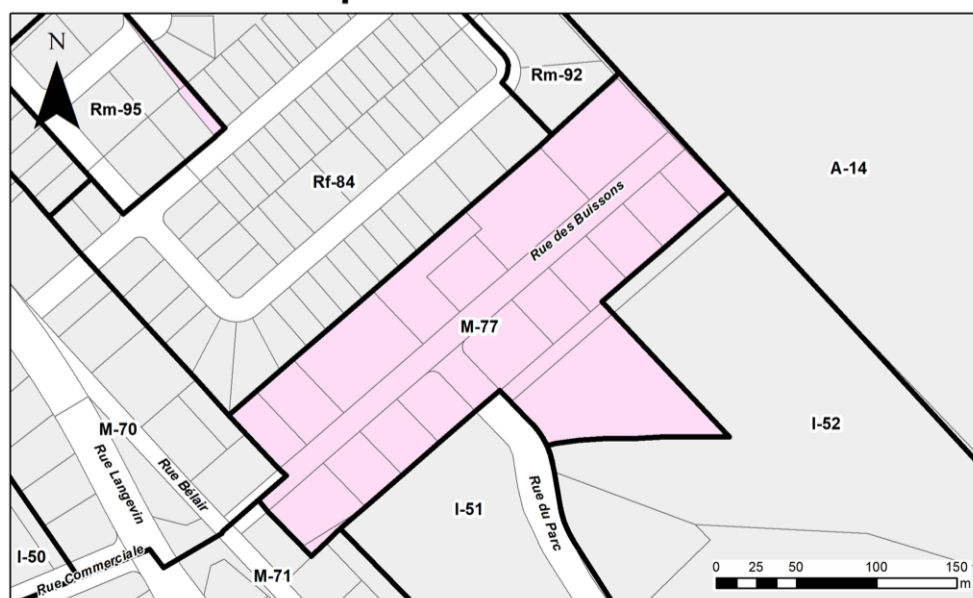 N
Rm-92
Rm-95
A-14
Rf-84
Rue des Buissons
M-77
I-52
M-70
Rue Langevin
Rue Bélair
I-51
Rue du Parc
I-50
Rue Commerciale
M-71
0 25 50 100 150
m